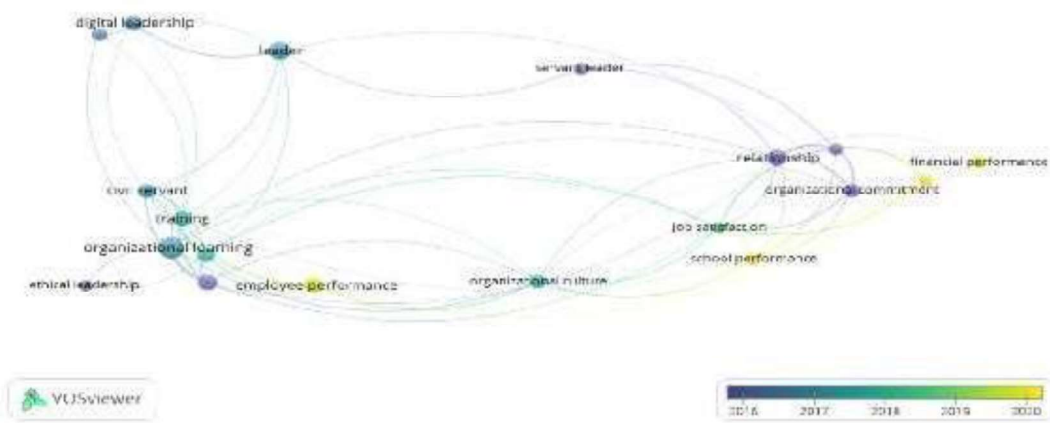 digital leadership
leader
servant leader
relationship
financial performance
civil servant
organizational commitment
training
job satisfaction
organizational learning
school performance
ethical leadership
employee performance
organizational culture
VOSviewer
2016 2017 2018 2019 2020